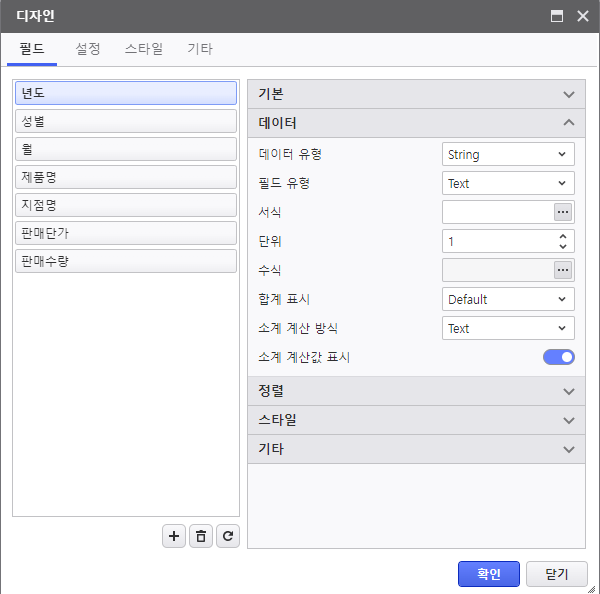 디자인
필드 설정 스타일 기타
년도
성별
월
제품명
지점명
판매단가
판매수량
기본
데이터
데이터 유형 String
필드 유형 Text
서식 ...
단위 1
수식 ...
합계 표시 Default
소계 계산 방식 Text
소계 계산값 표시
정렬
스타일
기타
확인 닫기